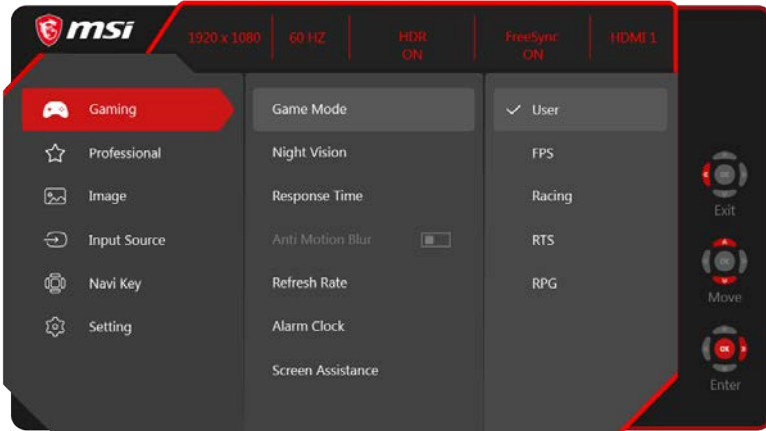 msi
1920 x 1080 60 HZ HDR ON FreeSync ON HDMI 1
Gaming
Professional
Image
Input Source
Navi Key
Setting
Game Mode
Night Vision
Response Time
Anti Motion Blur
Refresh Rate
Alarm Clock
Screen Assistance
User
FPS
Racing
RTS
RPG
OK
Exit
OK
Move
OK
Enter